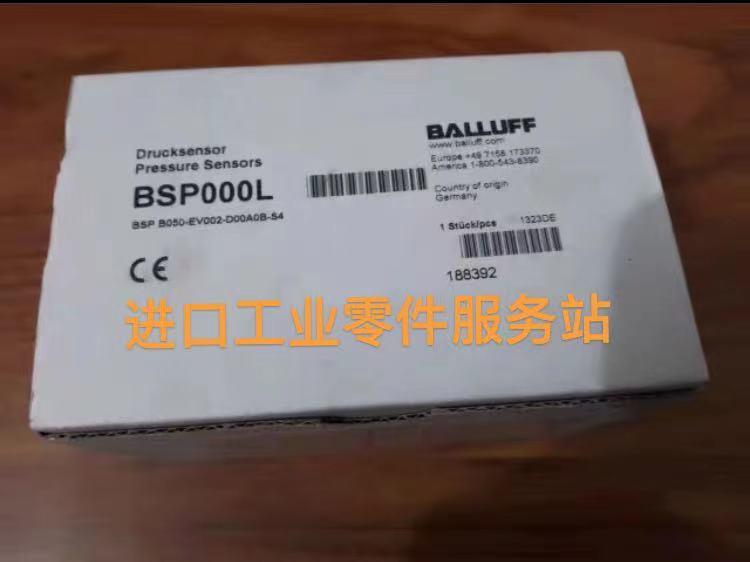 Drucksensor
Pressure Sensors
BSP000L
BSP B050-EV002-D00A0B-S4
CE
BALLUFF
www.balluff.com
Europe +49 7158 173370
America 1-800-543-8390
Country of origin
Germany
1 Stück/pcs 1323DE
188392
进口工业零件服务站